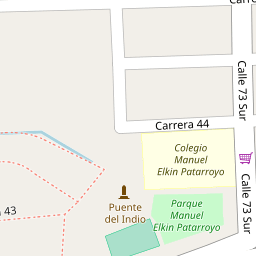 Calle 73 Sur
Carrera 44
Colegio
Manuel
Elkin Patarroyo
Calle 73 Sur
Puente
del Indio
Parque
Manuel
Elkin Patarroyo
43